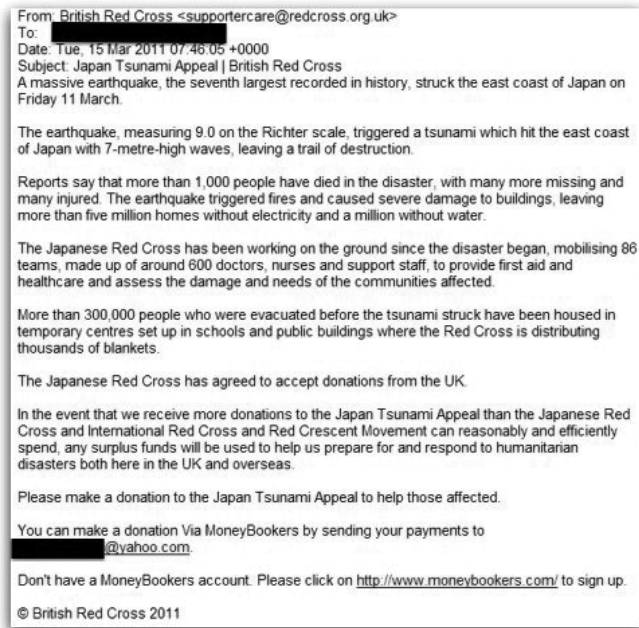 From: British Red Cross <supportercare@redcross.org.uk>
To:
Date: Tue, 15 Mar 2011 07:46:05 +0000
Subject: Japan Tsunami Appeal | British Red Cross
A massive earthquake, the seventh largest recorded in history, struck the east coast of Japan on
Friday 11 March.
The earthquake, measuring 9.0 on the Richter scale, triggered a tsunami which hit the east coast
of Japan with 7-metre-high waves, leaving a trail of destruction.
Reports say that more than 1,000 people have died in the disaster, with many more missing and
many injured. The earthquake triggered fires and caused severe damage to buildings, leaving
more than five million homes without electricity and a million without water.
The Japanese Red Cross has been working on the ground since the disaster began, mobilising 86
teams, made up of around 600 doctors, nurses and support staff, to provide first aid and
healthcare and assess the damage and needs of the communities affected.
More than 300,000 people who were evacuated before the tsunami struck have been housed in
temporary centres set up in schools and public buildings where the Red Cross is distributing
thousands of blankets.
The Japanese Red Cross has agreed to accept donations from the UK.
In the event that we receive more donations to the Japan Tsunami Appeal than the Japanese Red
Cross and International Red Cross and Red Crescent Movement can reasonably and efficiently
spend, any surplus funds will be used to help us prepare for and respond to humanitarian
disasters both here in the UK and overseas.
Please make a donation to the Japan Tsunami Appeal to help those affected.
You can make a donation Via MoneyBookers by sending your payments to
@yahoo.com.
Don't have a MoneyBookers account. Please click on http://www.moneybookers.com/ to sign up.
© British Red Cross 2011